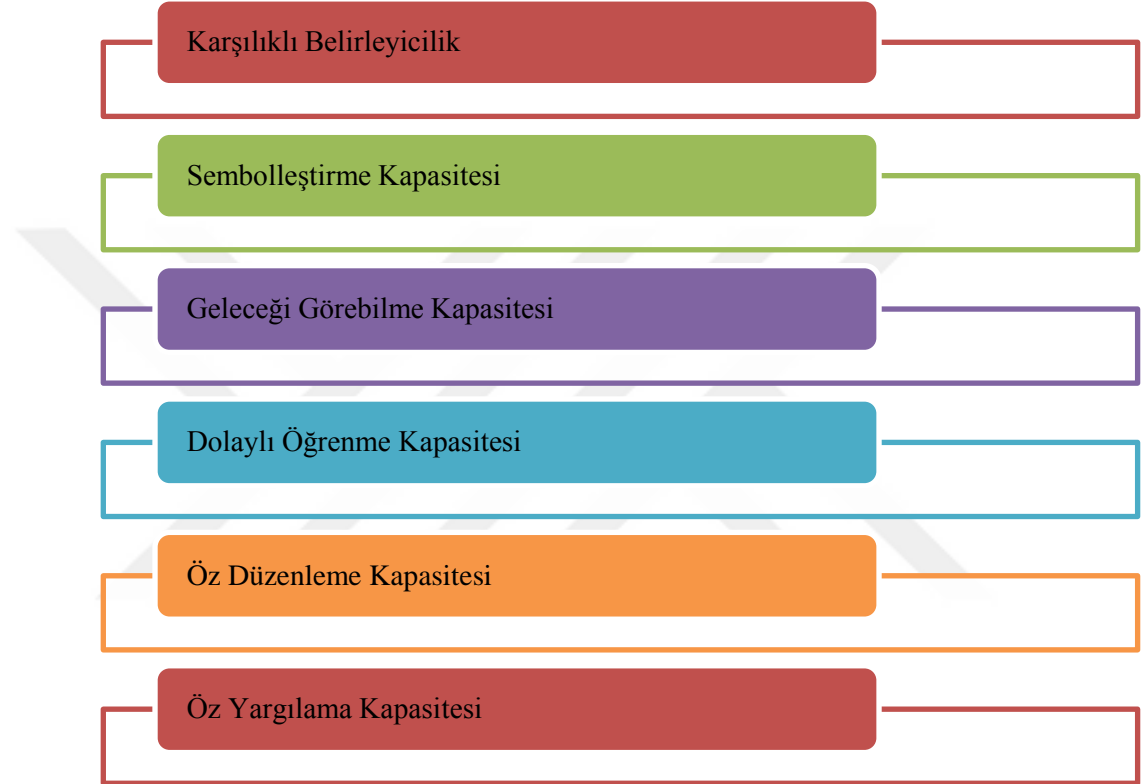 Karşılıklı Belirleyicilik
Sembolleştirme Kapasitesi
Geleceği Görebilme Kapasitesi
Dolaylı Öğrenme Kapasitesi
Öz Düzenleme Kapasitesi
Öz Yargılama Kapasitesi